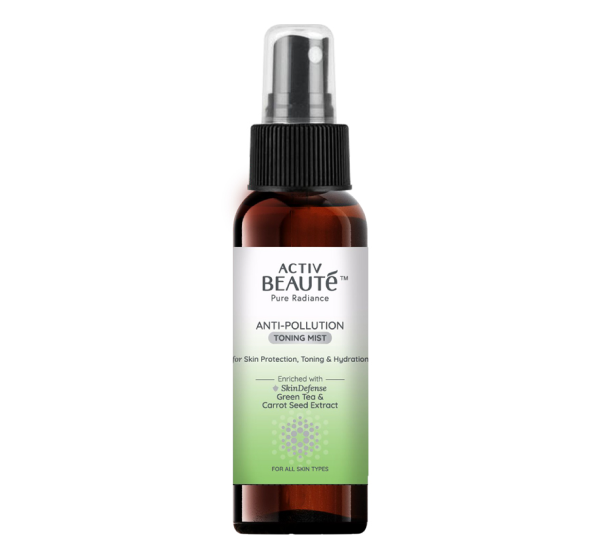 ACTIV
BEAUTé™
Pure Radiance
ANTI-POLLUTION
TONING MIST
for Skin Protection, Toning & Hydration
Enriched with
SkinDefense
Green Tea &
Carrot Seed Extract
FOR ALL SKIN TYPES